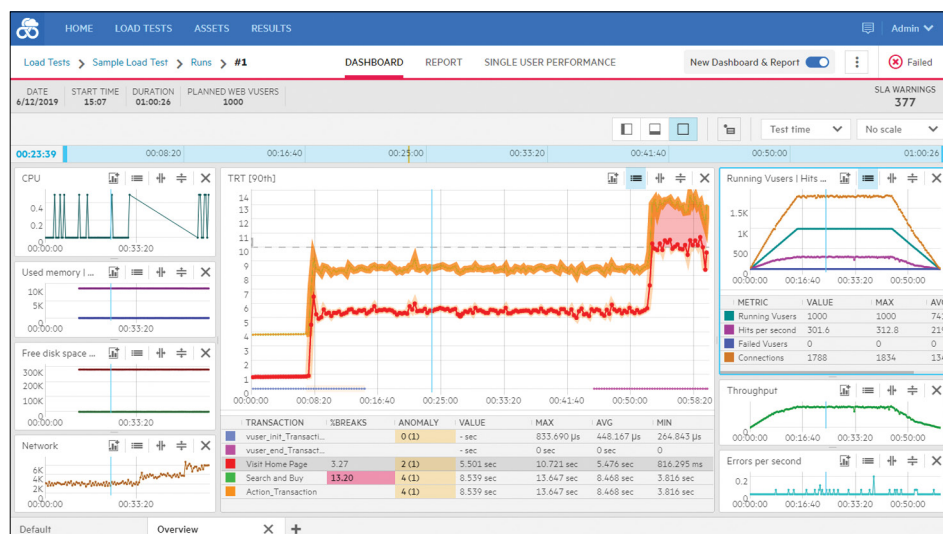 HOME LOAD TESTS ASSETS RESULTS Admin
Load Tests > Sample Load Test > Runs > #1 DASHBOARD REPORT SINGLE USER PERFORMANCE New Dashboard & Report Failed
DATE START TIME DURATION PLANNED WEB VUSERS SLA WARNINGS
6/12/2019 15:07 01:00:26 1000 377
Test time No scale
00:23:39 00:08:20 00:16:40 00:25:00 00:33:20 00:41:40 00:50:00 01:00:26
CPU
0.4
0.2
0
00:00:00 00:33:20
Used memory | ...
10K
5K
0
00:00:00 00:33:20
Free disk space ...
300K
200K
100K
0
00:00:00 00:33:20
Network
6K
4K
2K
0K
00:00:00 00:33:20
TRT [90th]
14
13
12
11
10
9
8
7
6
5
4
3
2
1
00:00:00 00:08:20 00:16:40 00:25:00 00:33:20 00:41:40 00:50:00 00:58:20
TRANSACTION %BREAKS ANOMALY VALUE MAX AVG MIN
vuser_init_Transacti... 0 (1) - sec 833.690 µs 448.167 µs 264.843 µs
vuser_end_Transact... - sec 0 sec 0 sec 0
Visit Home Page 3.27 2 (1) 5.501 sec 10.721 sec 5.476 sec 816.295 ms
Search and Buy 13.20 4 (1) 8.539 sec 13.647 sec 8.468 sec 3.816 sec
Action_Transaction 4 (1) 8.539 sec 13.647 sec 8.468 sec 3.816 sec
Running Vusers | Hits ...
1.5K
1K
500
0
00:00:00 00:16:40 00:33:20 00:50:00
METRIC VALUE MAX AVG
Running Vusers 1000 1000 741
Hits per second 301.6 312.8 219
Failed Vusers 0 0 0
Connections 1788 1834 134
Throughput
0
00:00:00 00:16:40 00:33:20 00:50:00
Errors per second
0.2
0
00:00:00 00:16:40 00:33:20 00:50:00
Default Overview